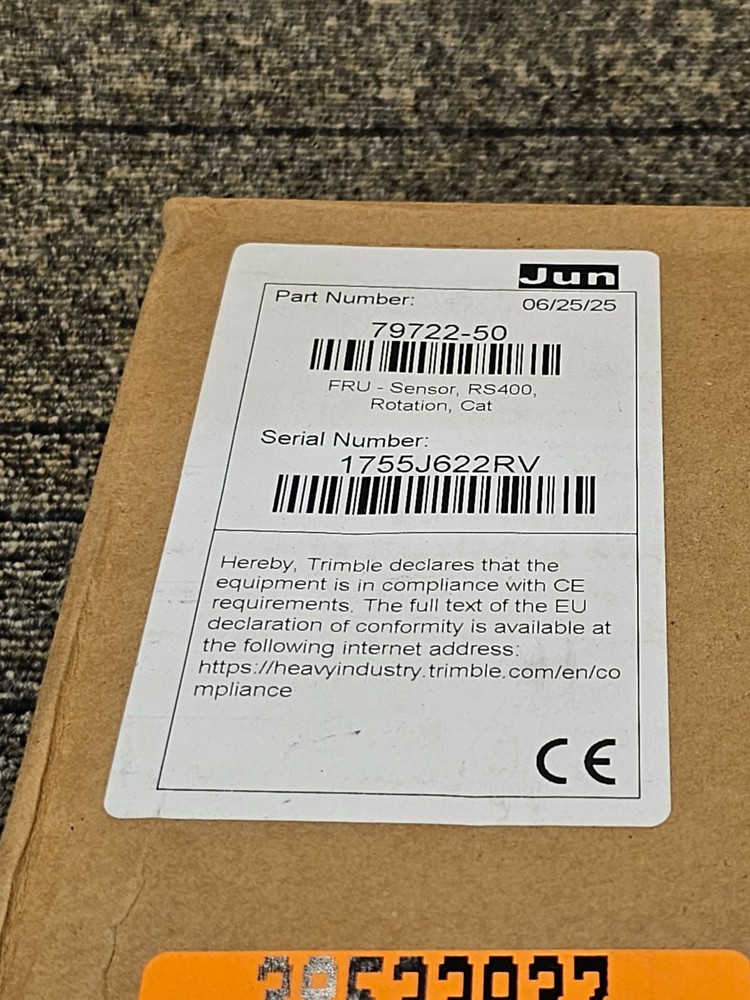 Jun
Part Number:
06/25/25
79722-50
FRU - Sensor, RS400,
Rotation, Cat
Serial Number:
1755J622RV
Hereby, Trimble declares that the
equipment is in compliance with CE
requirements. The full text of the EU
declaration of conformity is available at
the following internet address:
https://heavyindustry.trimble.com/en/co
mpliance
CE